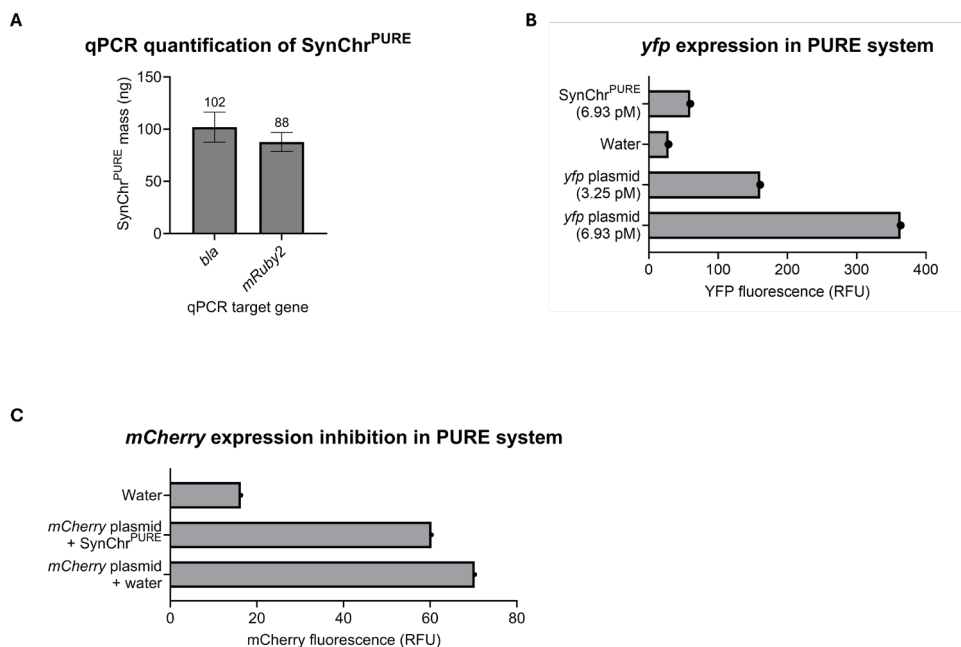 A
qPCR quantification of SynChrPURE
SynChrPURE mass (ng)
150
100
50
0
102
88
bla
mRuby2
qPCR target gene
B
yfp expression in PURE system
SynChrPURE
(6.93 pM)
Water
yfp plasmid
(3.25 pM)
yfp plasmid
(6.93 pM)
0
100
200
300
400
YFP fluorescence (RFU)
C
mCherry expression inhibition in PURE system
Water
mCherry plasmid
+ SynChrPURE
mCherry plasmid
+ water
0
20
40
60
80
mCherry fluorescence (RFU)